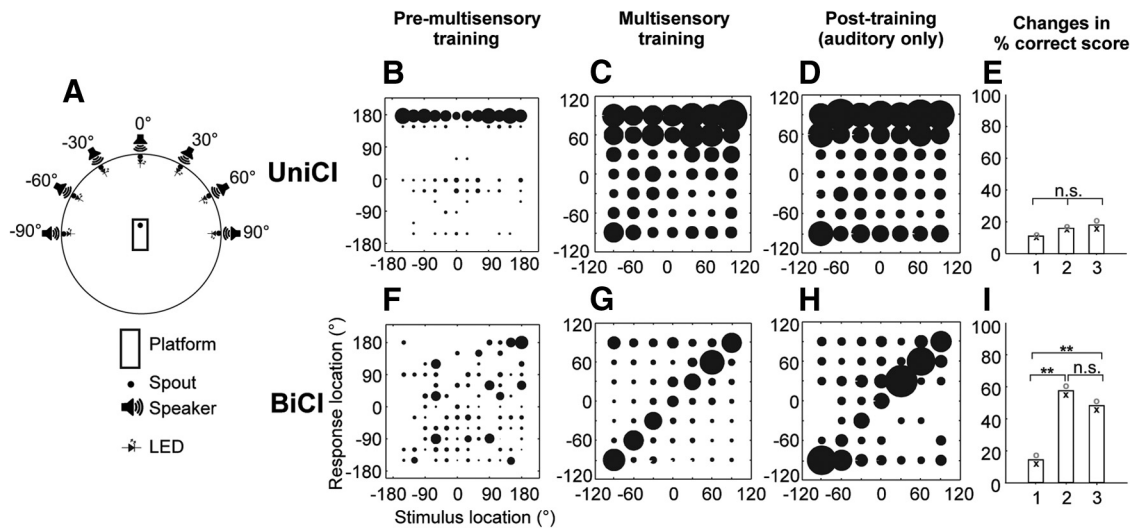 Pre-multisensory
training
Multisensory
training
Post-training
(auditory only)
Changes in
% correct score
A
0°
-30°
30°
-60°
60°
-90°
90°
Platform
Spout
Speaker
LED
UniCI
B
180
90
0
-90
-180
-180 -90 0 90 180
C
120
60
0
-60
-120
-120 -60 0 60 120
D
120
60
0
-60
-120
-120 -60 0 60 120
E
100
80
60
40
20
0
n.s.
1 2 3
BiCI
Response location (°)
Stimulus location (°)
F
180
120
0
-90
-180
-180 -90 0 90 180
G
120
60
0
-60
-120
-120 -60 0 60 120
H
120
60
0
-60
-120
-120 -60 0 60 120
I
100
80
60
40
20
0
**
** n.s.
1 2 3